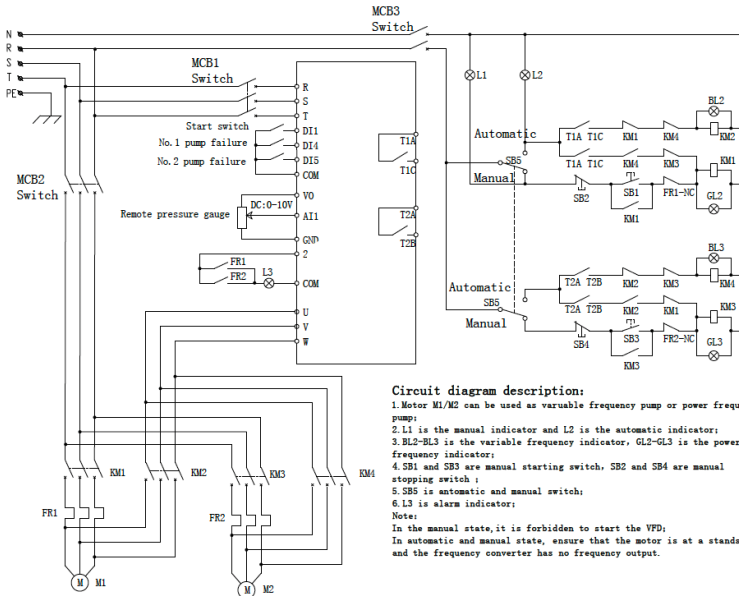 MCB3
Switch
N
R
S
T
PE
MCB1
Switch
L1
L2
R
S
T
Start switch
DI1
No.1 pump failure
DI4
No.2 pump failure
DI5
COM
T1A
T1C
Automatic
Manual
SB5
T1A T1C
KM1
KM4
BL2
KM2
T1A T1C
KM4
KM3
KM1
SB2
SB1
FR1-NC
GL2
KM1
MCB2
Switch
VO
DC:0-10V
Remote pressure gauge
AI1
GND
T2A
T2B
2
FR1
FR2
L3
COM
U
V
W
Automatic
SB5
Manual
T2A T2B
KM2
KM3
BL3
KM4
T2A T2B
KM2
KM1
KM3
SB4
SB3
FR2-NC
GL3
KM3
KM1
KM2
KM3
KM4
FR1
FR2
M
M1
M
M2
Circuit diagram description:
1.Motor M1/M2 can be used as varuable frequency pump or power frequ
pump;
2.L1 is the manual indicator and L2 is the automatic indicator;
3.BL2-BL3 is the variable frequency indicator, GL2-GL3 is the power
frequency indicator;
4.SB1 and SB3 are manual starting switch, SB2 and SB4 are manual
stopping switch ;
5.SB5 is antomatic and manual switch;
6.L3 is alarm indicator;
Note:
In the manual state,it is forbidden to start the VFD;
In automatic and manual state, ensure that the motor is at a stands
and the frequency converter has no frequency output.